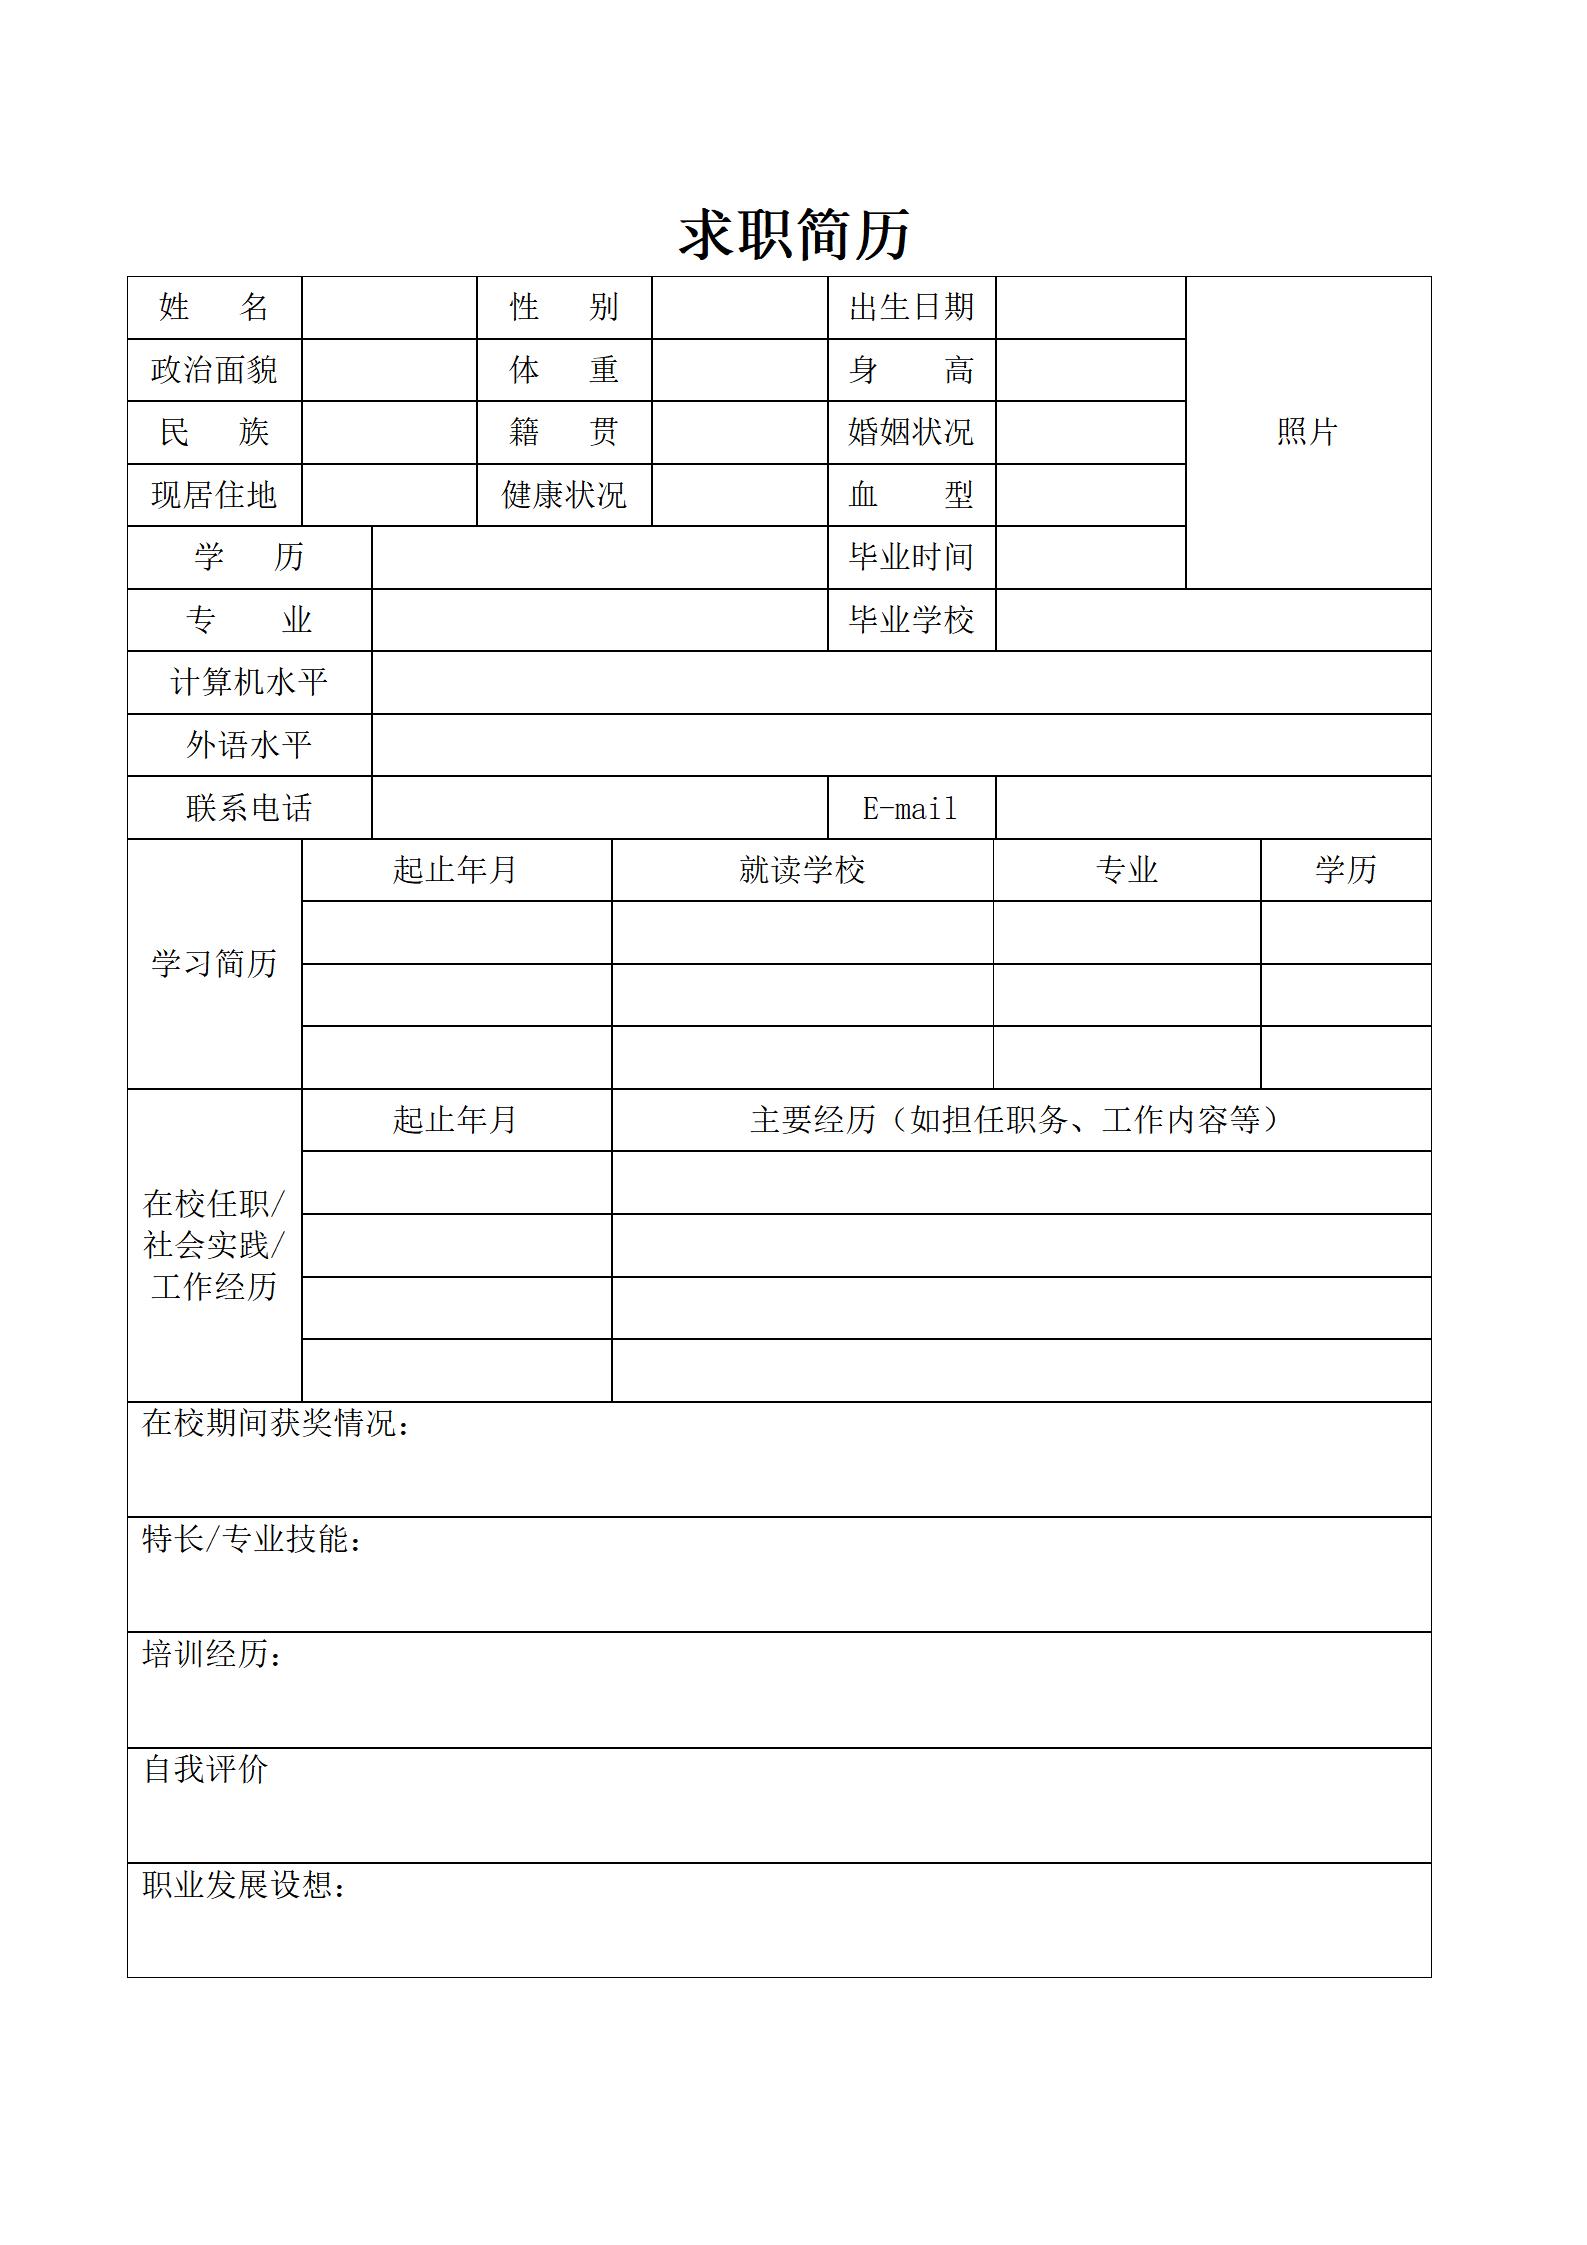 求职简历
姓 名 性 别 出生日期
政治面貌 体 重 身 高
民 族 籍 贯 婚姻状况 照片
现居住地 健康状况 血 型
学 历 毕业时间
专 业 毕业学校
计算机水平
外语水平
联系电话 E-mail
起止年月 就读学校 专业 学历
学习简历
起止年月 主要经历（如担任职务、工作内容等）
在校任职/
社会实践/
工作经历
在校期间获奖情况：
特长/专业技能：
培训经历：
自我评价
职业发展设想：